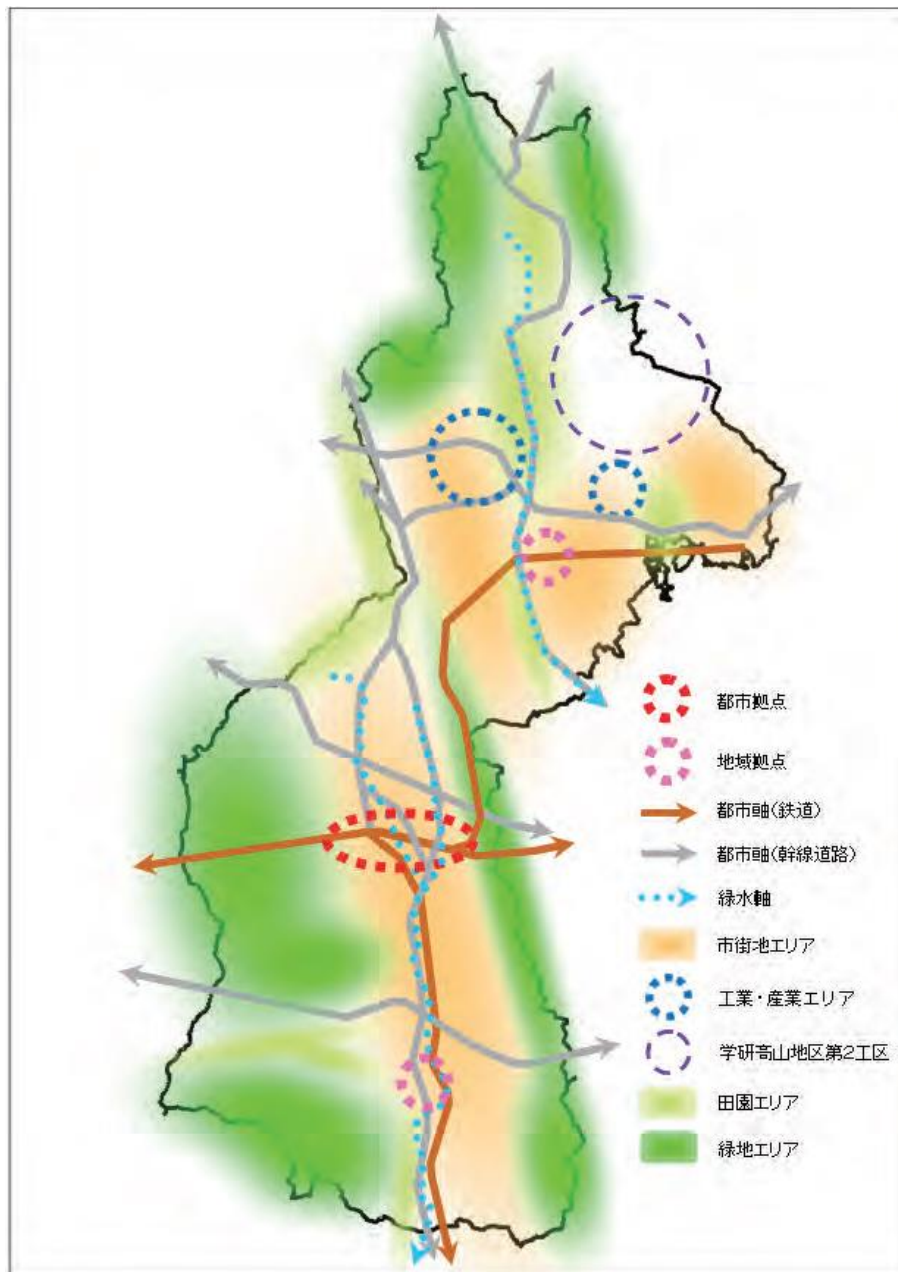 都市拠点
地域拠点
都市軸(鉄道)
都市軸(幹線道路)
緑水軸
市街地エリア
工業・産業エリア
学研高山地区第2工区
田園エリア
緑地エリア